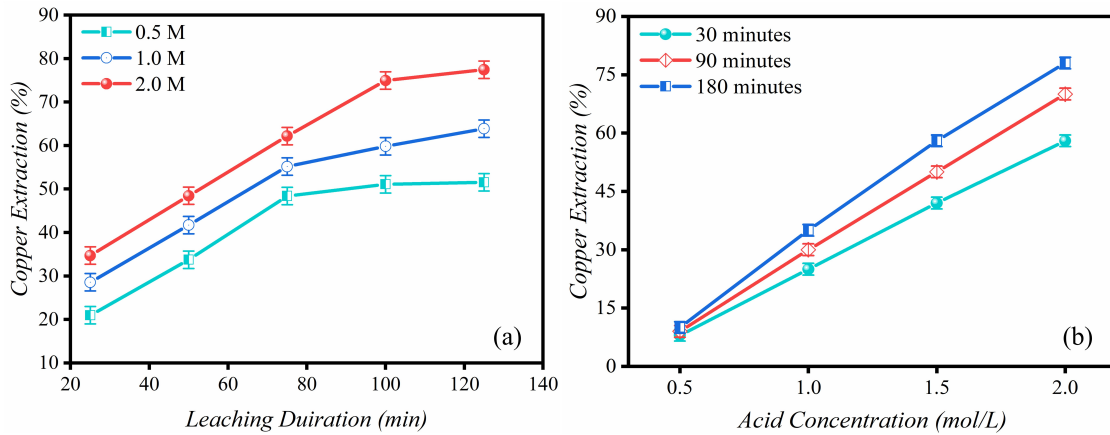 Copper Extraction (%)
90
80
70
60
50
40
30
20
10
0.5 M
1.0 M
2.0 M
(a)
20 40 60 80 100 120 140
Leaching Duiration (min)
Copper Extraction (%)
90
75
60
45
30
15
0
30 minutes
90 minutes
180 minutes
(b)
0.5 1.0 1.5 2.0
Acid Concentration (mol/L)